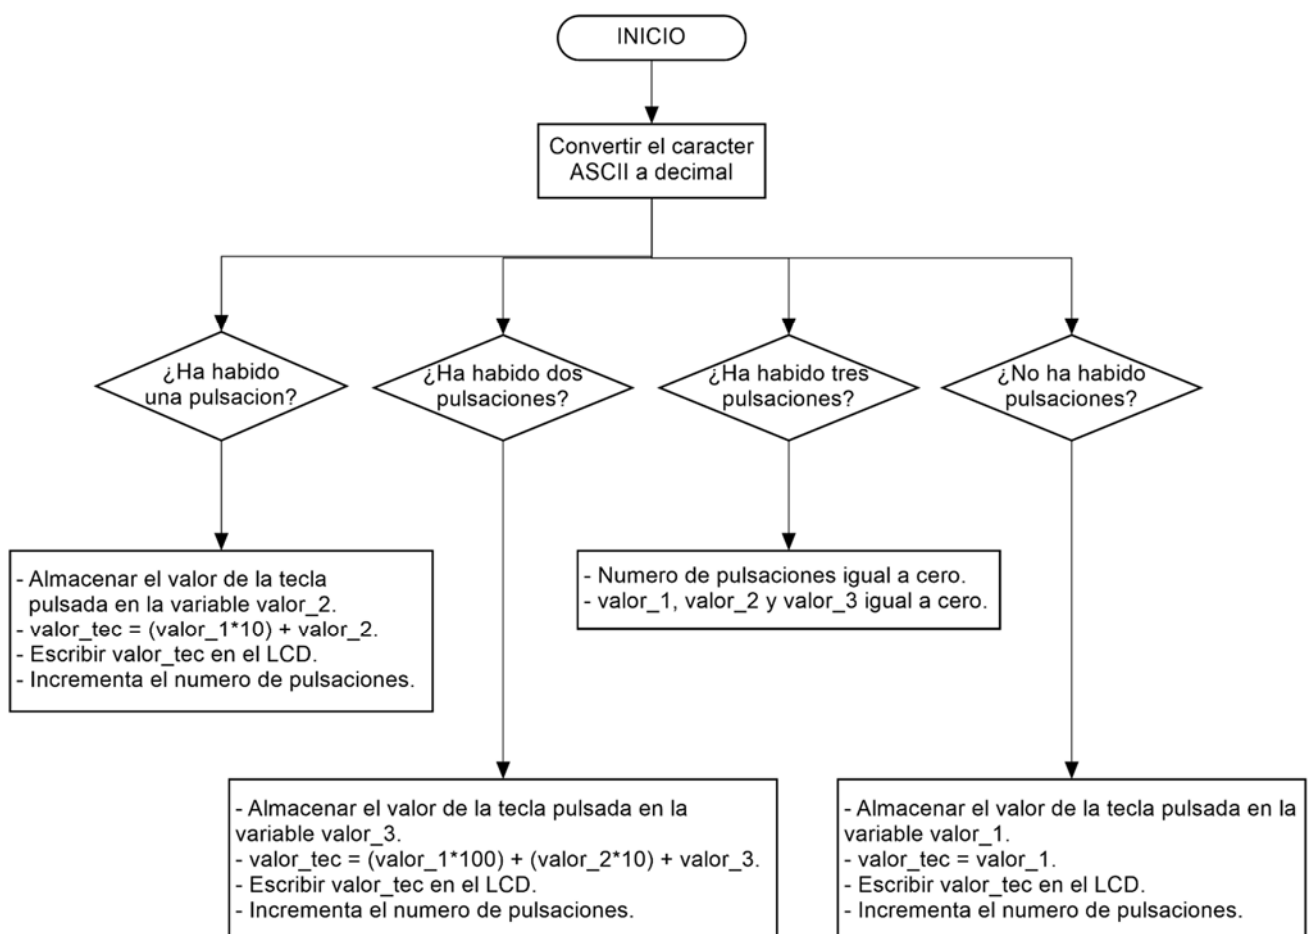 INICIO
Convertir el caracter
ASCII a decimal
¿Ha habido
una pulsacion?
¿Ha habido dos
pulsaciones?
¿Ha habido tres
pulsaciones?
¿No ha habido
pulsaciones?
- Almacenar el valor de la tecla
pulsada en la variable valor_2.
- valor_tec = (valor_1*10) + valor_2.
- Escribir valor_tec en el LCD.
- Incrementa el numero de pulsaciones.
- Numero de pulsaciones igual a cero.
- valor_1, valor_2 y valor_3 igual a cero.
- Almacenar el valor de la tecla pulsada en la
variable valor_3.
- valor_tec = (valor_1*100) + (valor_2*10) + valor_3.
- Escribir valor_tec en el LCD.
- Incrementa el numero de pulsaciones.
- Almacenar el valor de la tecla pulsada en la
variable valor_1.
- valor_tec = valor_1.
- Escribir valor_tec en el LCD.
- Incrementa el numero de pulsaciones.